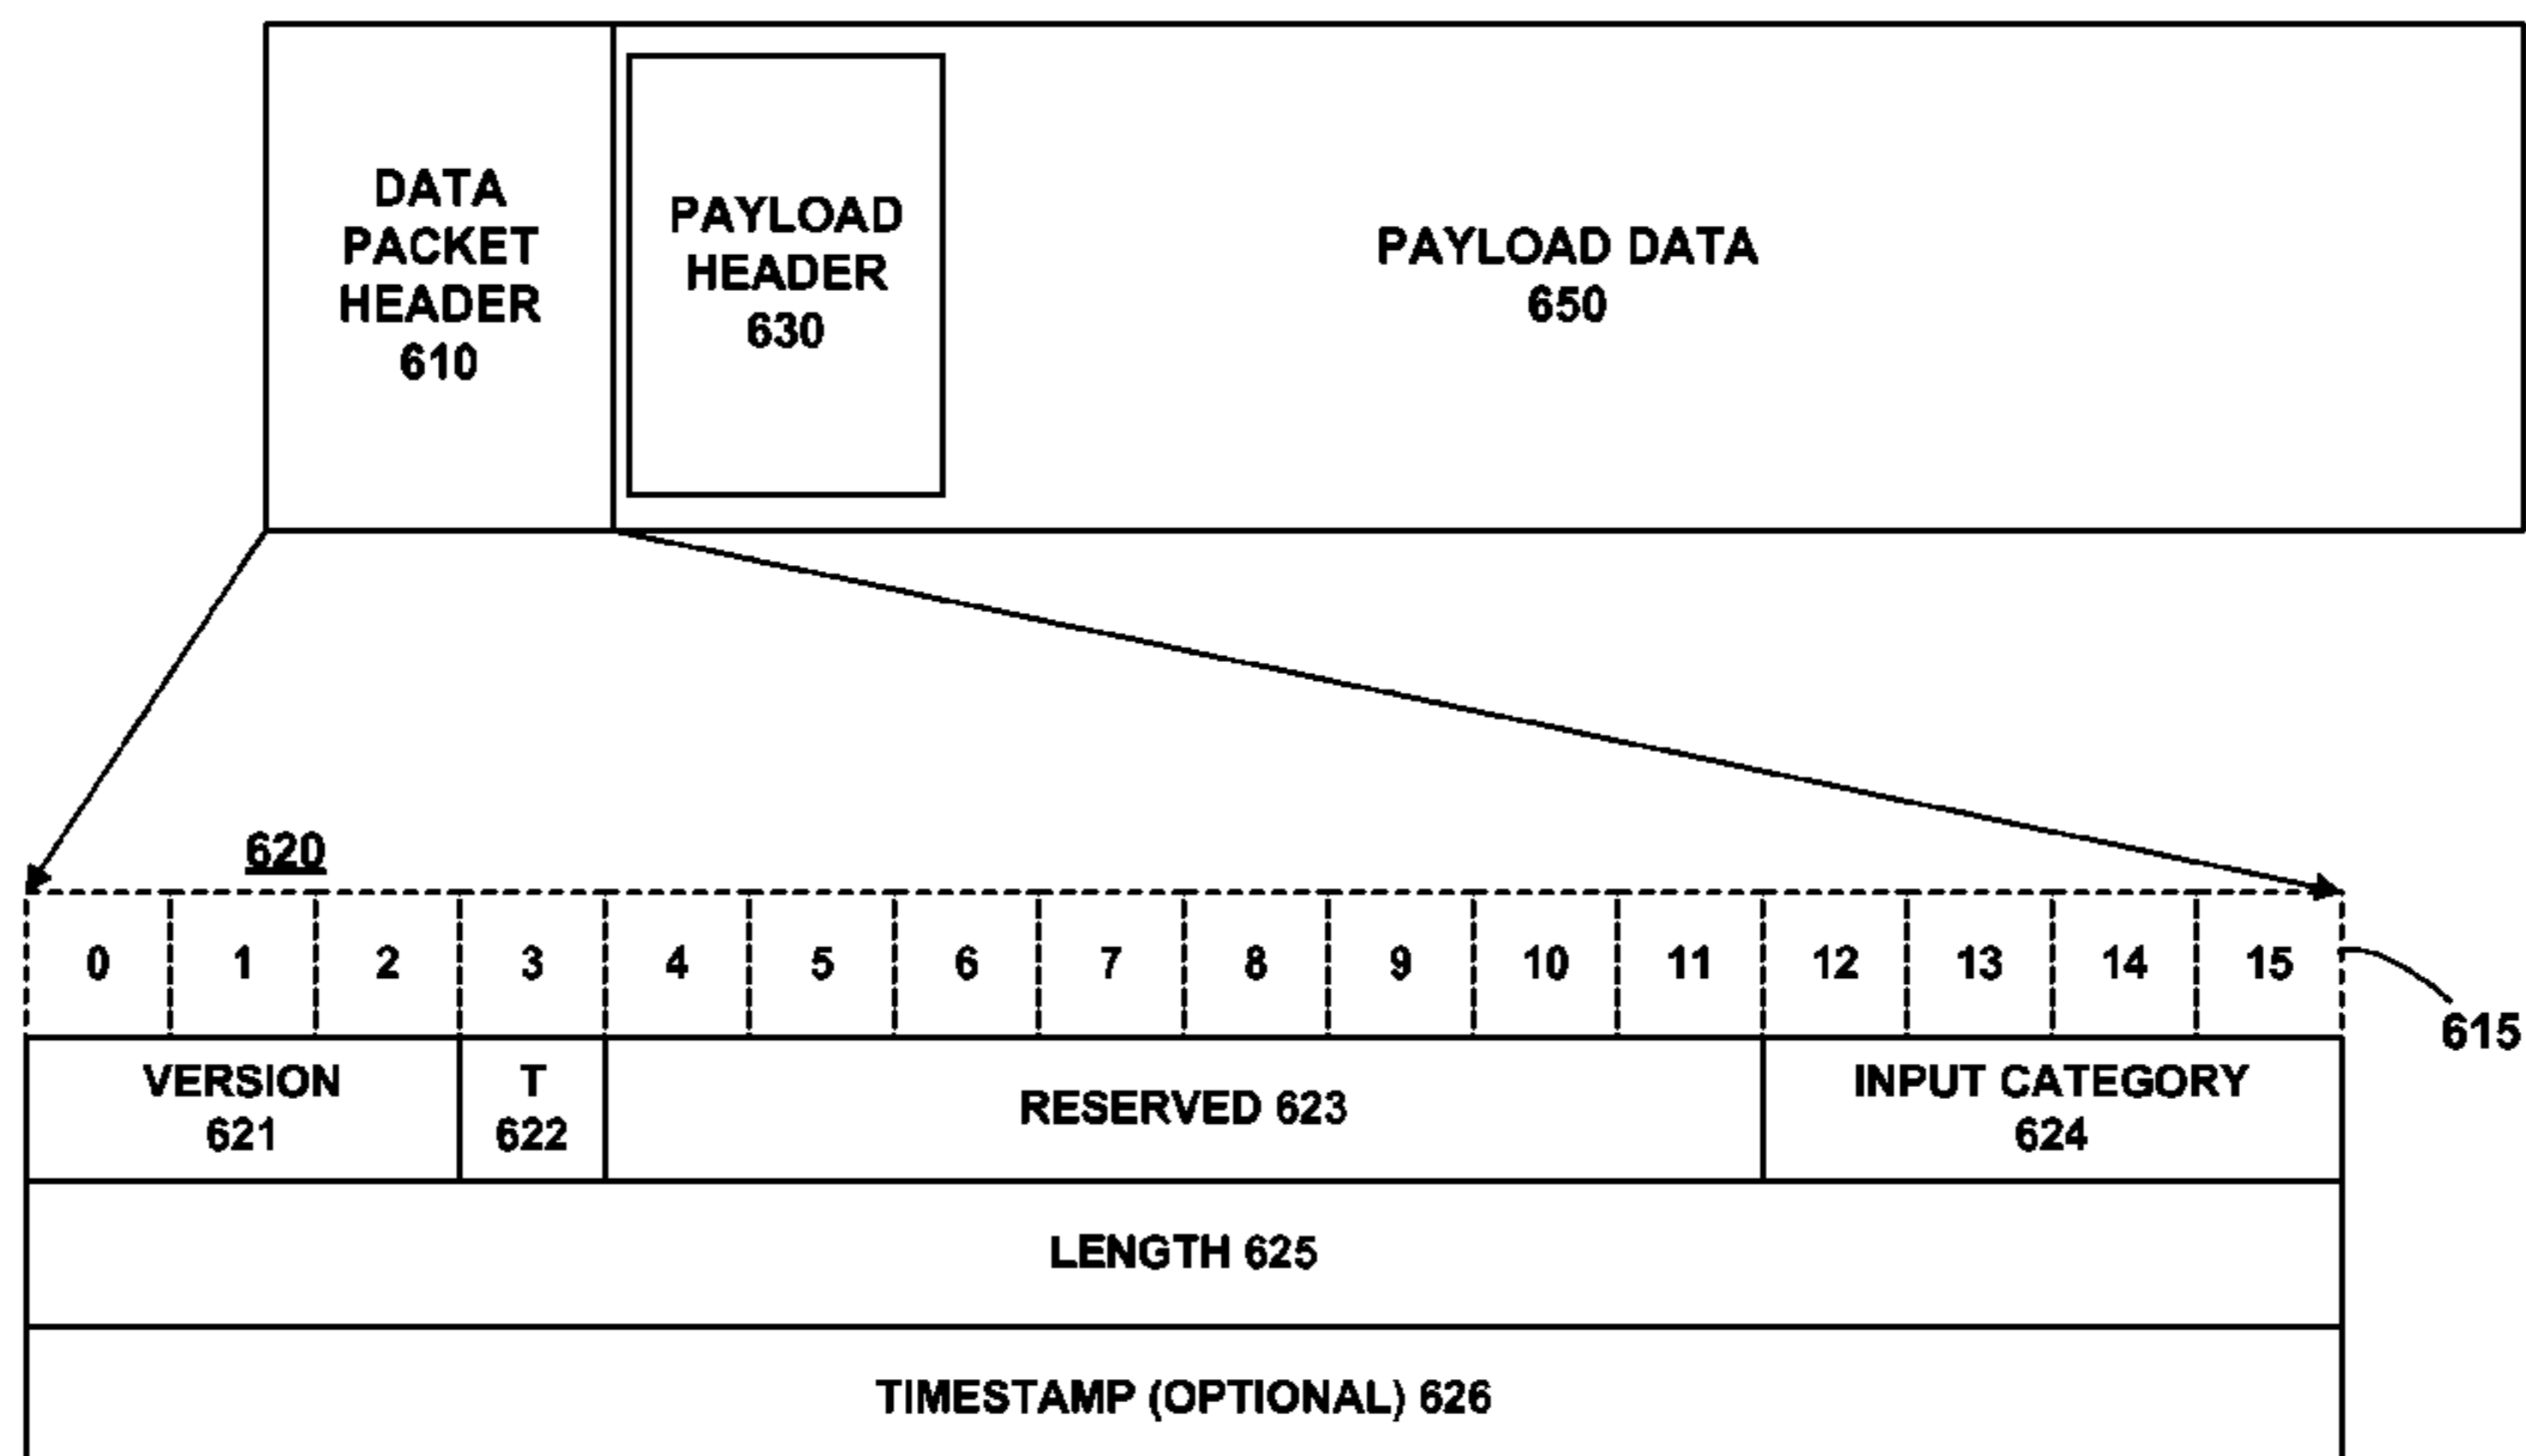 DATA
PACKET
HEADER
610
PAYLOAD
HEADER
630
PAYLOAD DATA
650
620
0 1 2 3 4 5 6 7 8 9 10 11 12 13 14 15
615
VERSION
621
T
622
RESERVED 623
INPUT CATEGORY
624
LENGTH 625
TIMESTAMP (OPTIONAL) 626